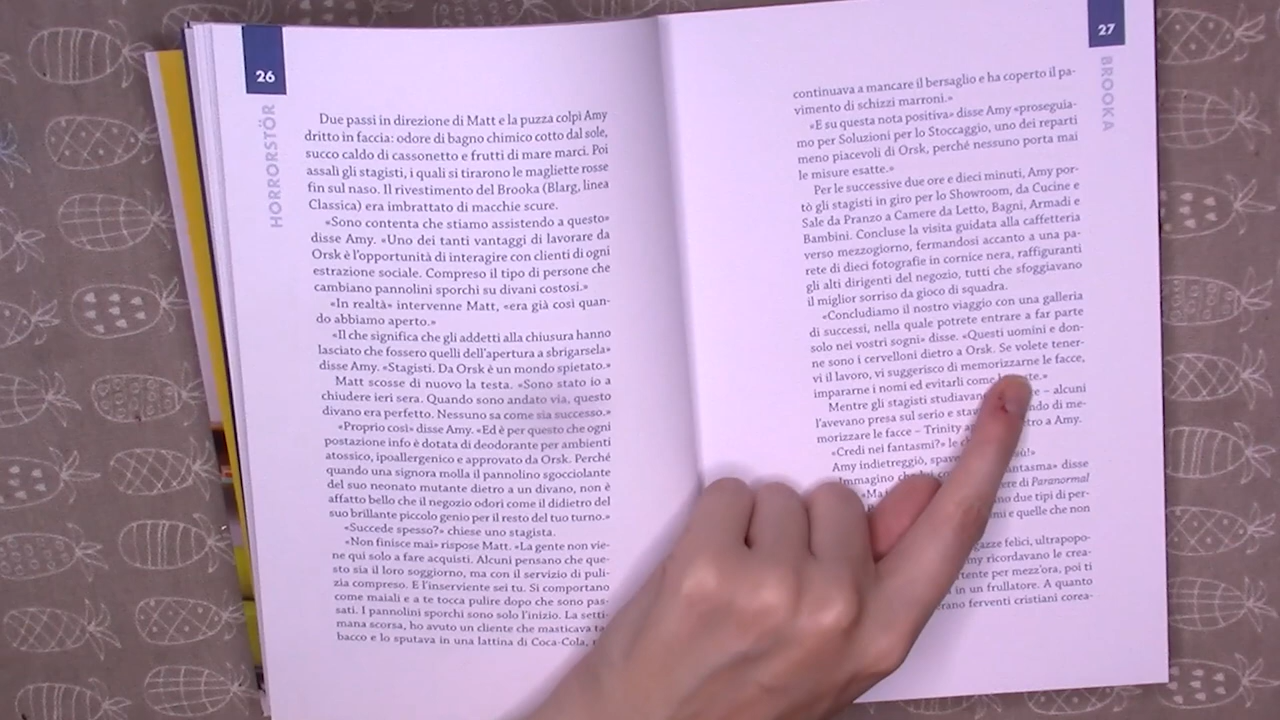 26
HORRORSTÖR
Due passi in direzione di Matt e la puzza colpì Amy
dritto in faccia: odore di bagno chimico cotto dal sole,
succo caldo di cassonetto e frutti di mare marci. Poi
assalì gli stagisti, i quali si tirarono le magliette rosse
fin sul naso. Il rivestimento del Brooka (Blarg, linea
Classica) era imbrattato di macchie scure.
«Sono contenta che stiamo assistendo a questo»
disse Amy. «Uno dei tanti vantaggi di lavorare da
Orsk è l'opportunità di interagire con clienti di ogni
estrazione sociale. Compreso il tipo di persone che
cambiano pannolini sporchi su divani costosi.»
«In realtà» intervenne Matt, «era già così quan-
do abbiamo aperto.»
«Il che significa che gli addetti alla chiusura hanno
lasciato che fossero quelli dell'apertura a sbrigarsela»
disse Amy. «Stagisti. Da Orsk è un mondo spietato.»
Matt scosse di nuovo la testa. «Sono stato io a
chiudere ieri sera. Quando sono andato via, questo
divano era perfetto. Nessuno sa come sia successo.»
«Proprio così» disse Amy. «Ed è per questo che ogni
postazione info è dotata di deodorante per ambienti
atossico, ipoallergenico e approvato da Orsk. Perché
quando una signora molla il pannolino sgocciolante
del suo neonato mutante dietro a un divano, non è
affatto bello che il negozio odori come il didietro del
suo brillante piccolo genio per il resto del tuo turno.»
«Succede spesso?» chiese uno stagista.
«Non finisce mai» rispose Matt. «La gente non vie-
ne qui solo a fare acquisti. Alcuni pensano che que-
sto sia il loro soggiorno, ma con il servizio di puli-
zia compreso. E l'inserviente sei tu. Si comportano
come maiali e a te tocca pulire dopo che sono pas-
sati. I pannolini sporchi sono solo l'inizio. La setti-
mana scorsa, ho avuto un cliente che masticava ta-
bacco e lo sputava in una lattina di Coca-Cola,
27
BROOKA
continuava a mancare il bersaglio e ha coperto il pa-
vimento di schizzi marroni.»
«E su questa nota positiva» disse Amy «proseguia-
mo per Soluzioni per lo Stoccaggio, uno dei reparti
meno piacevoli di Orsk, perché nessuno porta mai
le misure esatte.»
Per le successive due ore e dieci minuti, Amy por-
tò gli stagisti in giro per lo Showroom, da Cucine e
Sale da Pranzo a Camere da Letto, Bagni, Armadi e
Bambini. Concluse la visita guidata alla caffetteria
verso mezzogiorno, fermandosi accanto a una pa-
rete di dieci fotografie in cornice nera, raffiguranti
gli alti dirigenti del negozio, tutti che sfoggiavano
il miglior sorriso da gioco di squadra.
«Concludiamo il nostro viaggio con una galleria
di successi, nella quale potrete entrare a far parte
solo nei vostri sogni» disse. «Questi uomini e don-
ne sono i cervelloni dietro a Orsk. Se volete tener-
vi il lavoro, vi suggerisco di memorizzarne le facce,
impararne i nomi ed evitarli come
Mentre gli stagisti – alcuni
l'avevano presa sul serio e di me-
morizzare le facce – Trinity a Amy.
«Credi nei fantasmi?» le
Amy indietreggiò,
disse
di Paranormal
due tipi di per-
e quelle che non
felici, ultrapopo-
ricordavano le crea-
per mezz'ora, poi ti
in un frullatore. A quanto
ferventi cristiani corea-